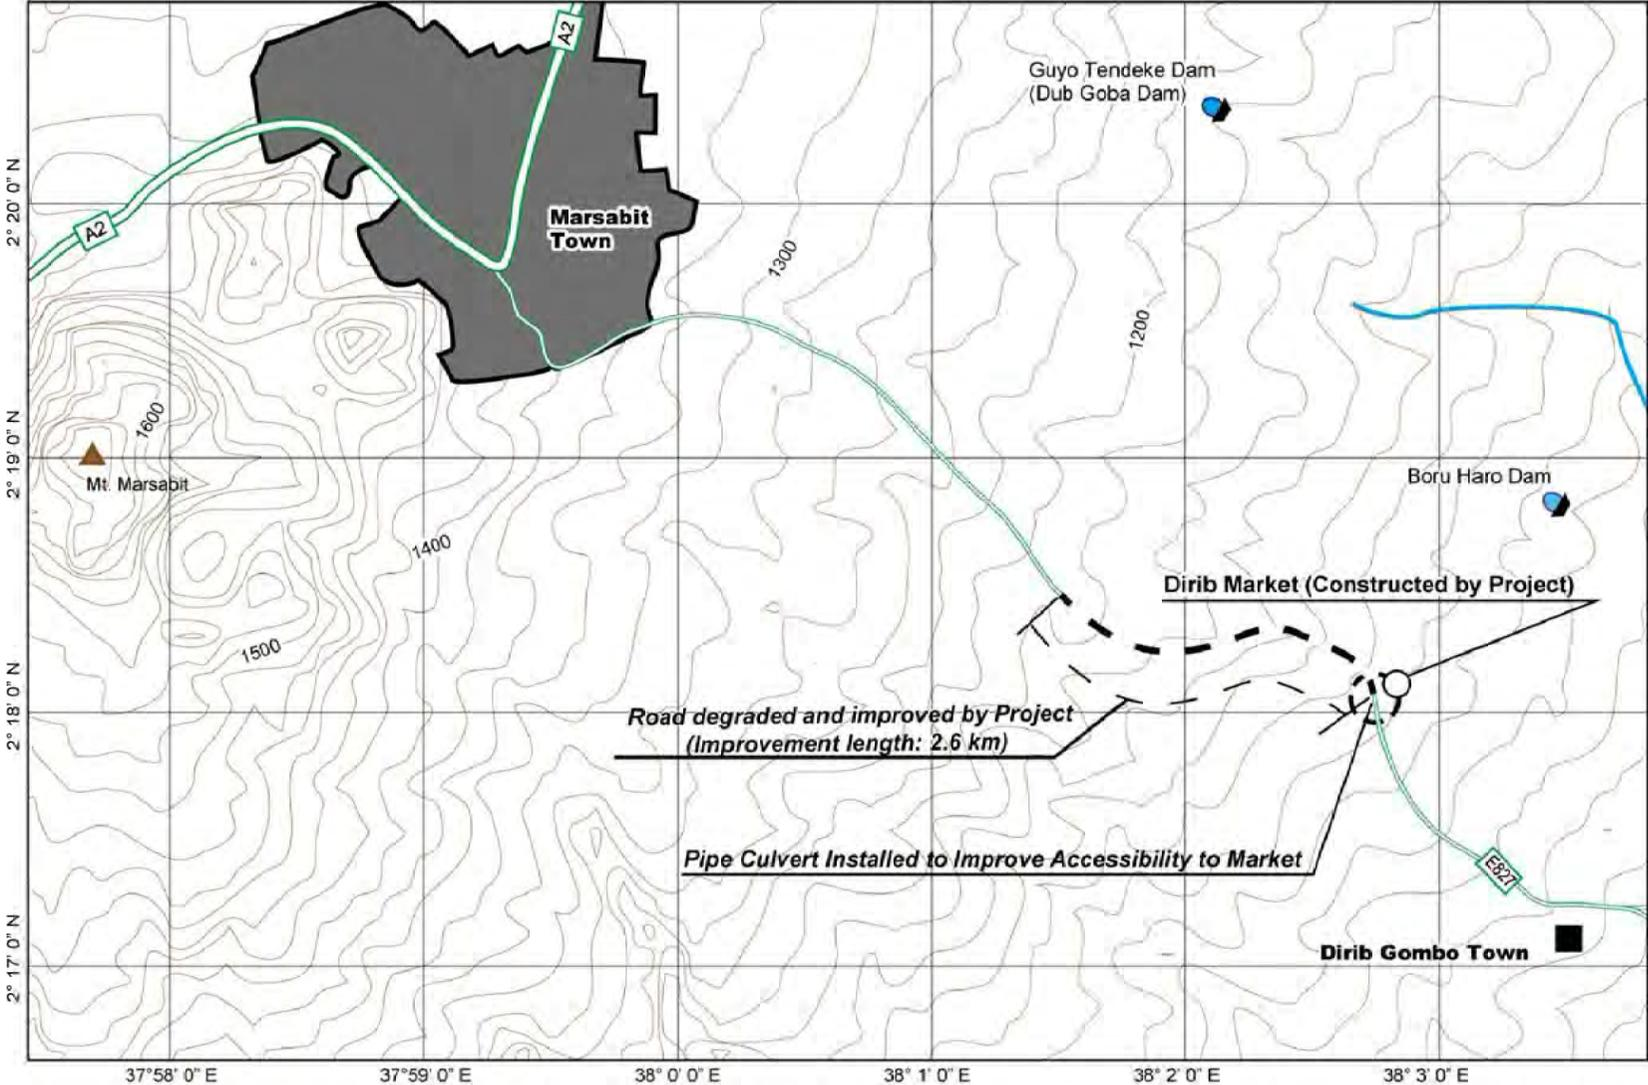 A2
Guyo Tendeke Dam
(Dub Goba Dam)
2° 20' 0" N
A2
Marsabit
Town
1300
1200
1600
2° 19' 0" N
Mt. Marsabit
Boru Haro Dam
1400
Dirib Market (Constructed by Project)
1500
2° 18' 0" N
Road degraded and improved by Project
(Improvement length: 2.6 km)
Pipe Culvert Installed to Improve Accessibility to Market
E827
2° 17' 0" N
Dirib Gombo Town
37°58' 0" E
37°59' 0" E
38° 0' 0" E
38° 1' 0" E
38° 2' 0" E
38° 3' 0" E